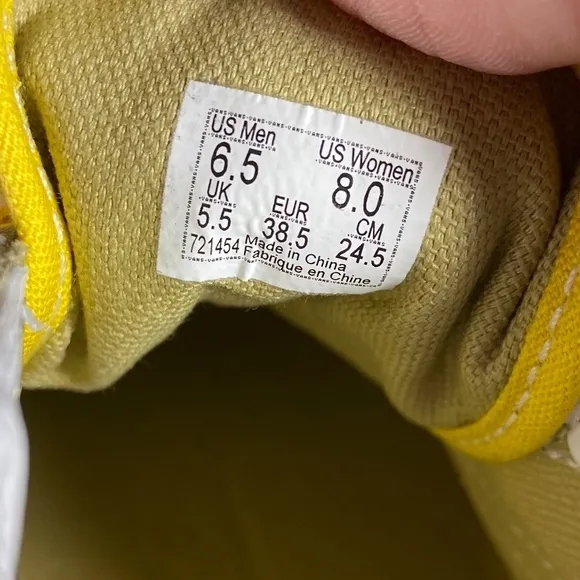 US Men US Women
6.5 8.0
UK EUR CM
5.5 38.5 24.5
721454 Made in China
Fabrique en Chine